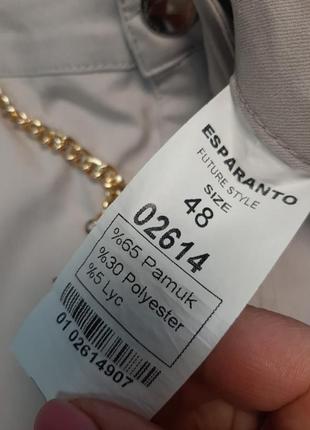 ESPARANTO
FUTURE STYLE
SIZE
48
02614
%65 Pamuk
%30 Polyester
%5 Lyc
01 02614907